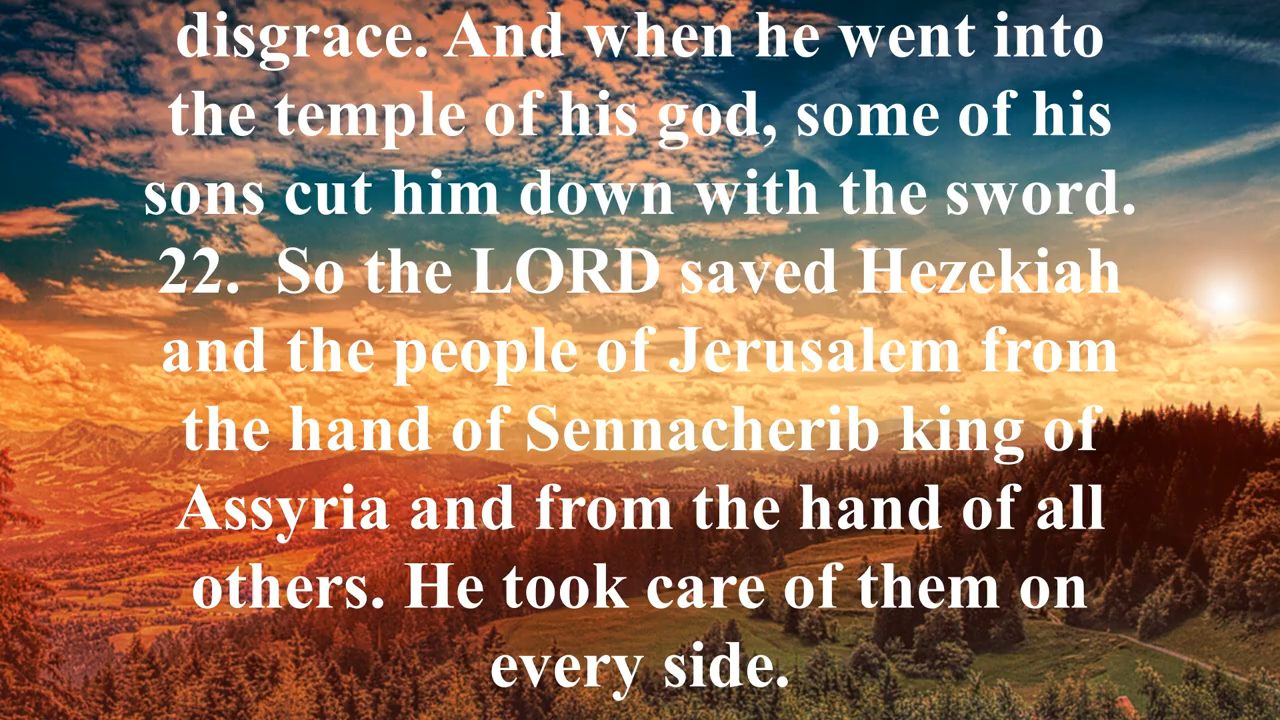 disgrace. And when he went into
the temple of his god, some of his
sons cut him down with the sword.
22. So the LORD saved Hezekiah
and the people of Jerusalem from
the hand of Sennacherib king of
Assyria and from the hand of all
others. He took care of them on
every side.